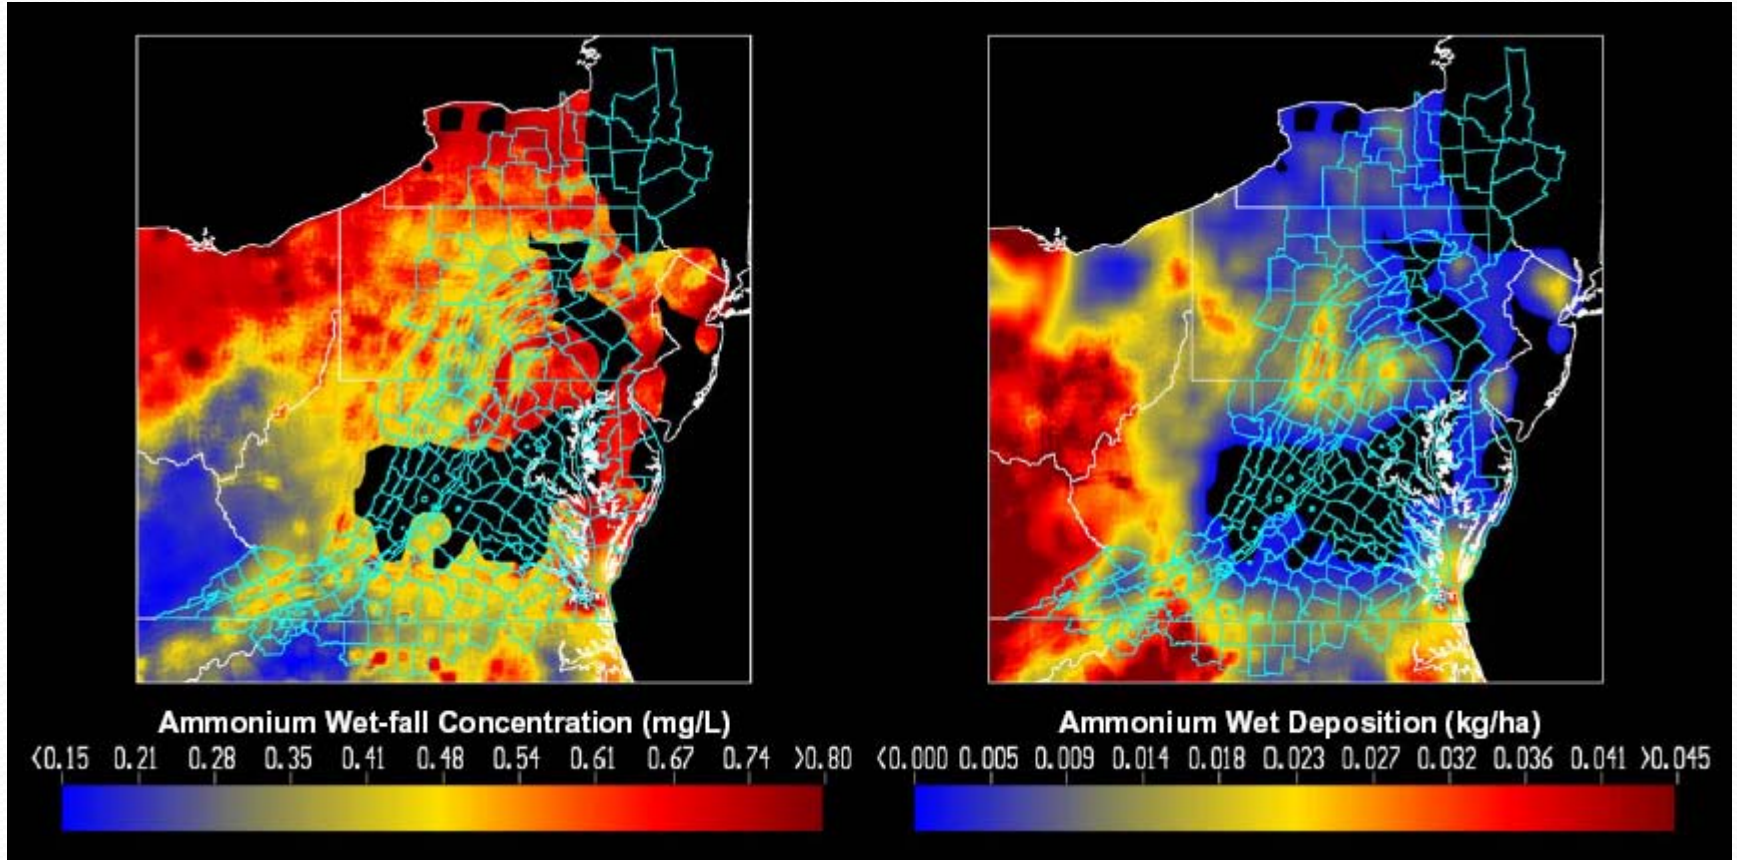 Ammonium Wet-fall Concentration (mg/L)
<0.15 0.21 0.28 0.35 0.41 0.48 0.54 0.61 0.67 0.74 >0.80
Ammonium Wet Deposition (kg/ha)
<0.000 0.005 0.009 0.014 0.018 0.023 0.027 0.032 0.036 0.041 >0.045